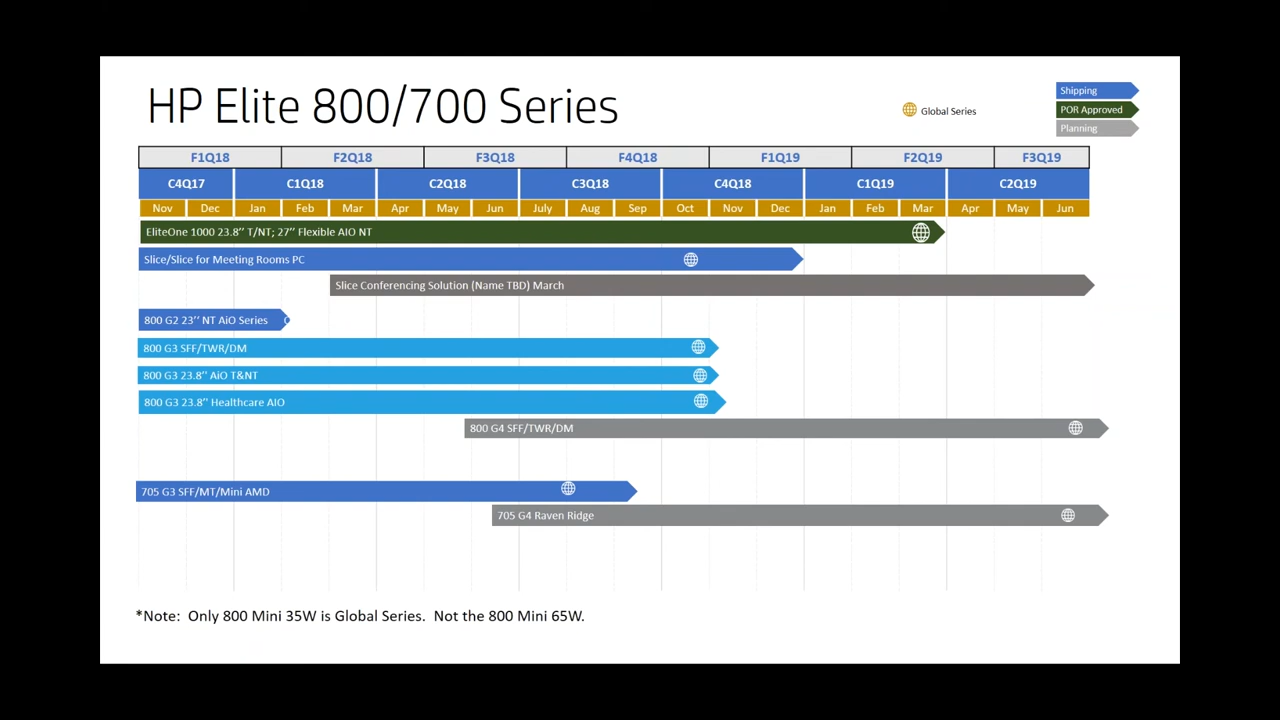 HP Elite 800/700 Series
Global Series
Shipping
POR Approved
Planning
F1Q18 F2Q18 F3Q18 F4Q18 F1Q19 F2Q19 F3Q19
C4Q17 C1Q18 C2Q18 C3Q18 C4Q18 C1Q19 C2Q19
Nov Dec Jan Feb Mar Apr May Jun July Aug Sep Oct Nov Dec Jan Feb Mar Apr May Jun
EliteOne 1000 23.8’’ T/NT; 27’’ Flexible AIO NT
Slice/Slice for Meeting Rooms PC
Slice Conferencing Solution (Name TBD) March
800 G2 23’’ NT AiO Series
800 G3 SFF/TWR/DM
800 G3 23.8’’ AiO T&NT
800 G3 23.8’’ Healthcare AIO
800 G4 SFF/TWR/DM
705 G3 SFF/MT/Mini AMD
705 G4 Raven Ridge
*Note: Only 800 Mini 35W is Global Series. Not the 800 Mini 65W.